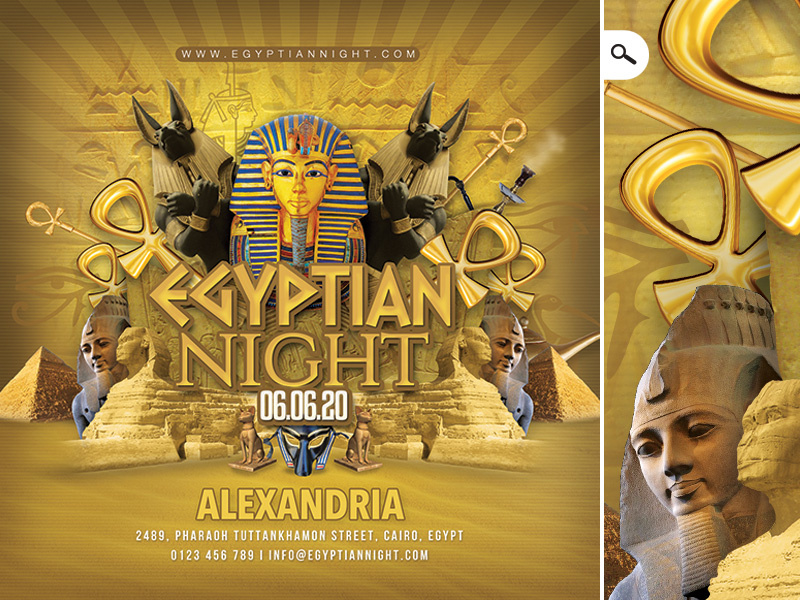 WWW.EGYPTIANNIGHT.COM
EGYPTIAN
NIGHT
06.06.20
ALEXANDRIA
2489, PHARAOH TUTTANKHAMON STREET, CAIRO, EGYPT
0123 456 789 I INFO@EGYPTIANNIGHT.COM